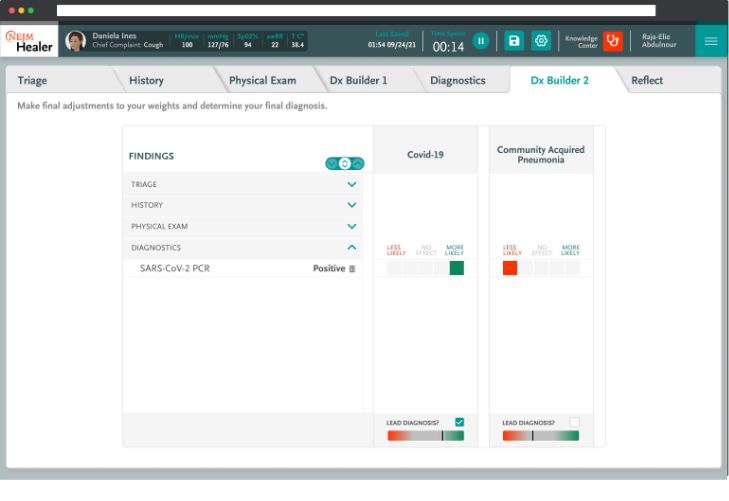 NEJM
Healer
Daniela Ines
Chief Complaint: Cough
HR/min mmHg Sp02% awRR T C°
100 127/76 94 22 38.4
Last Saved
01:54 09/24/21
Time Spent
00:14
Knowledge
Center
Raja-Elie
Abdulnour
Triage History Physical Exam Dx Builder 1 Diagnostics Dx Builder 2 Reflect
Make final adjustments to your weights and determine your final diagnosis.
FINDINGS
Covid-19
Community Acquired
Pneumonia
TRIAGE
HISTORY
PHYSICAL EXAM
DIAGNOSTICS
LESS LIKELY NO EFFECT MORE LIKELY
LESS LIKELY NO EFFECT MORE LIKELY
SARS-CoV-2 PCR Positive
LEAD DIAGNOSIS?
LEAD DIAGNOSIS?